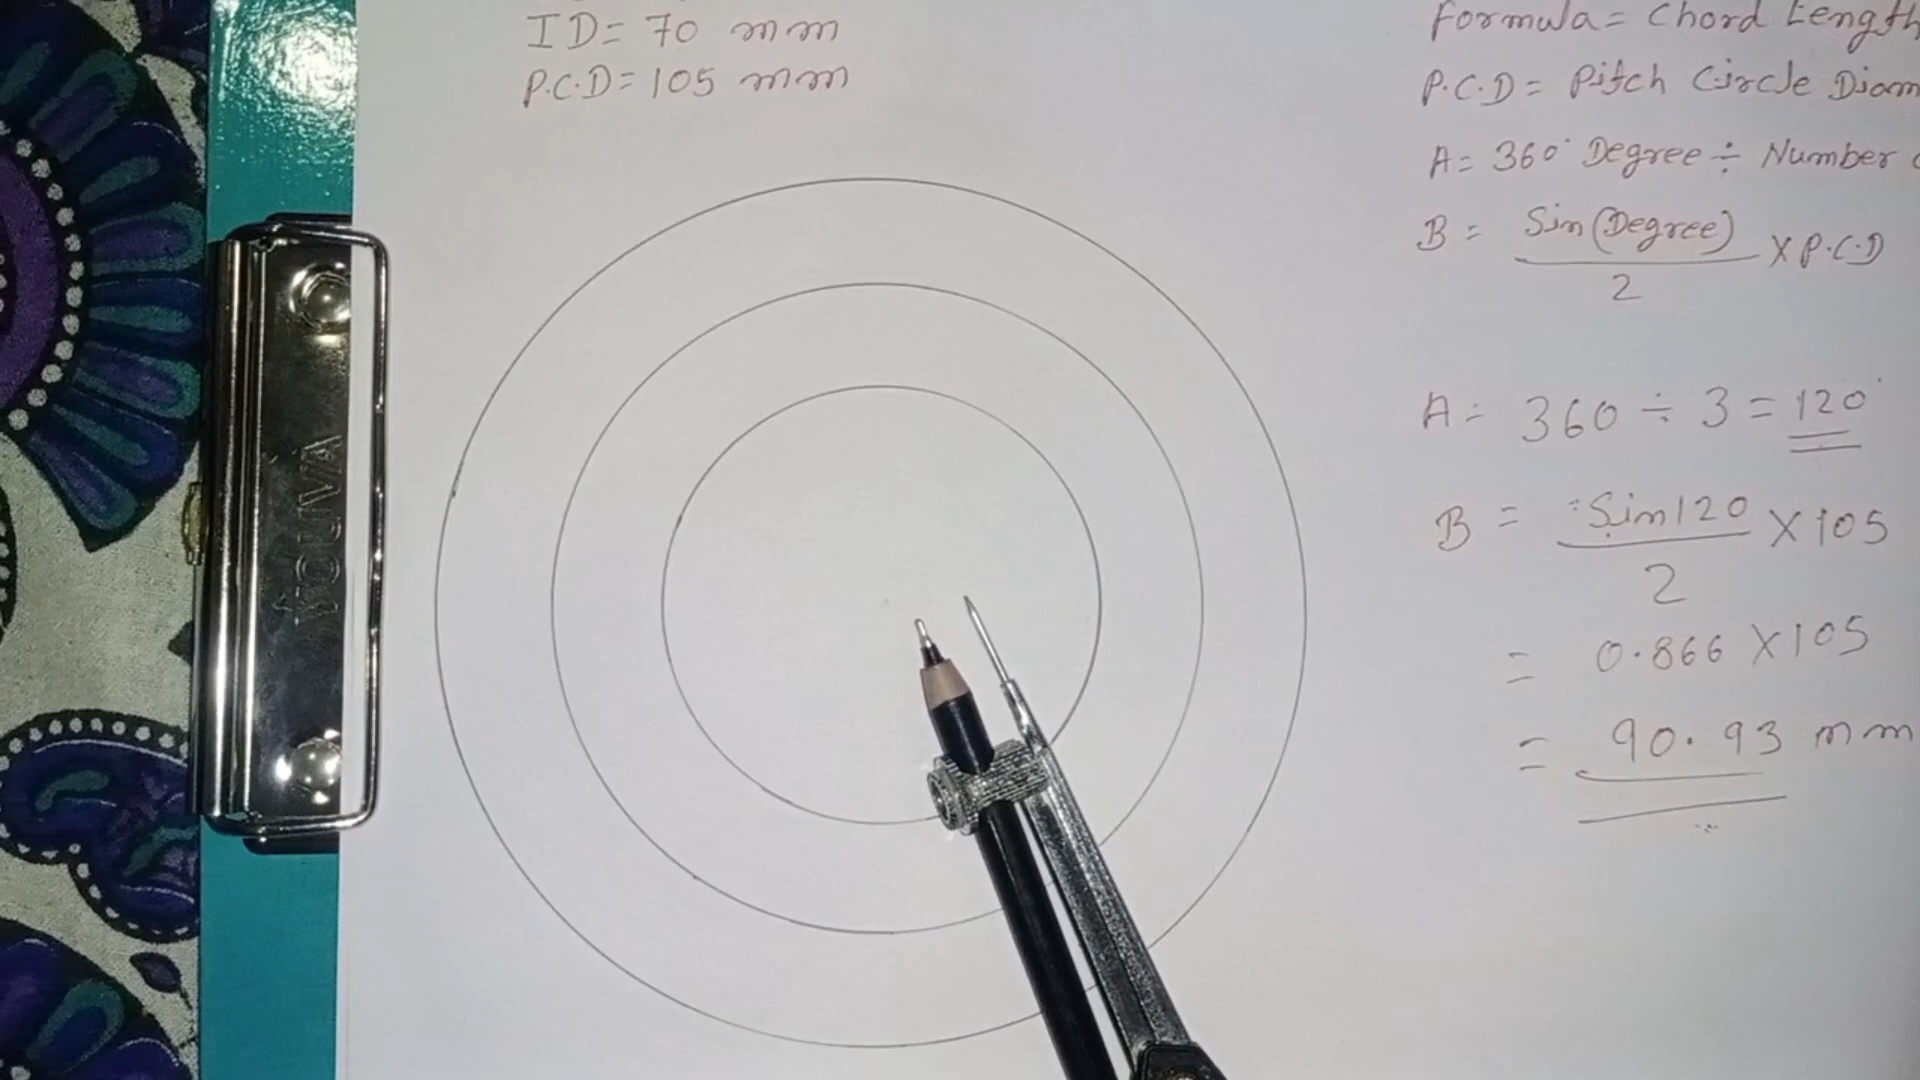 ID= 70 mm
P.C.D= 105 mm
Formula= Chord Length
P.C.D= Pitch Circle Diam
A= 360° Degree ÷ Number
B = Sin(Degree)
× P.C.D
2
A= 360 ÷ 3 = 120°
B = Sin120
× 105
2
= 0.866 × 105
= 90.93 mm
YOUVA